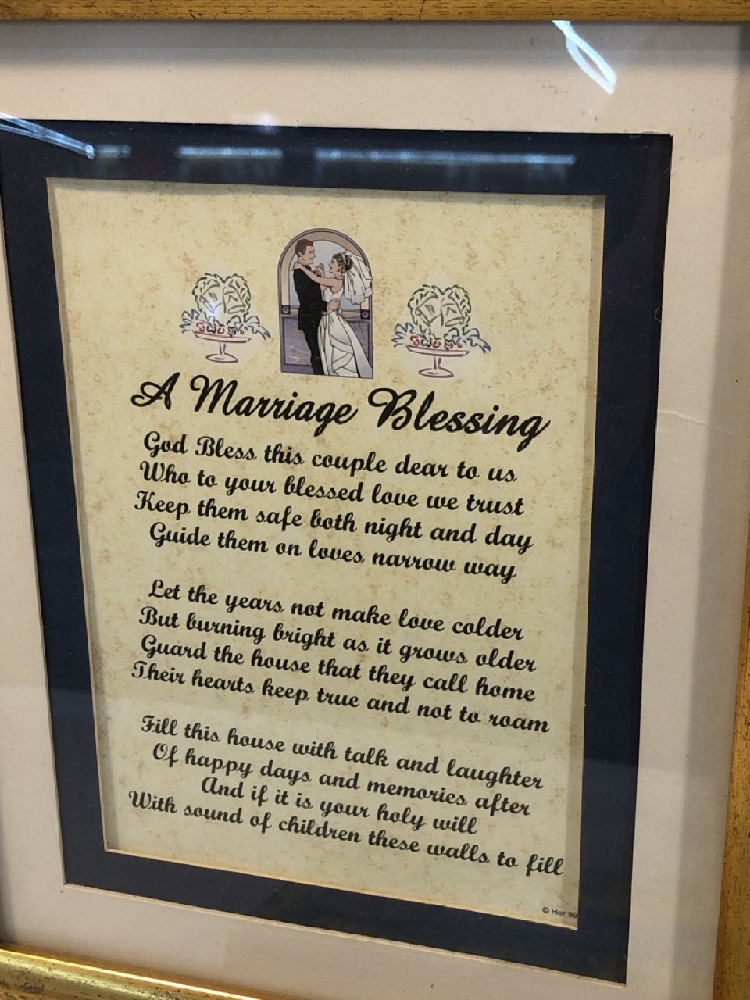 A Marriage Blessing
God Bless this couple dear to us
Who to your blessed love we trust
Keep them safe both night and day
Guide them on loves narrow way
Let the years not make love colder
But burning bright as it grows older
Guard the house that they call home
Their hearts keep true and not to roam
Fill this house with talk and laughter
Of happy days and memories after
And if it is your holy will
With sound of children these walls to fill
©